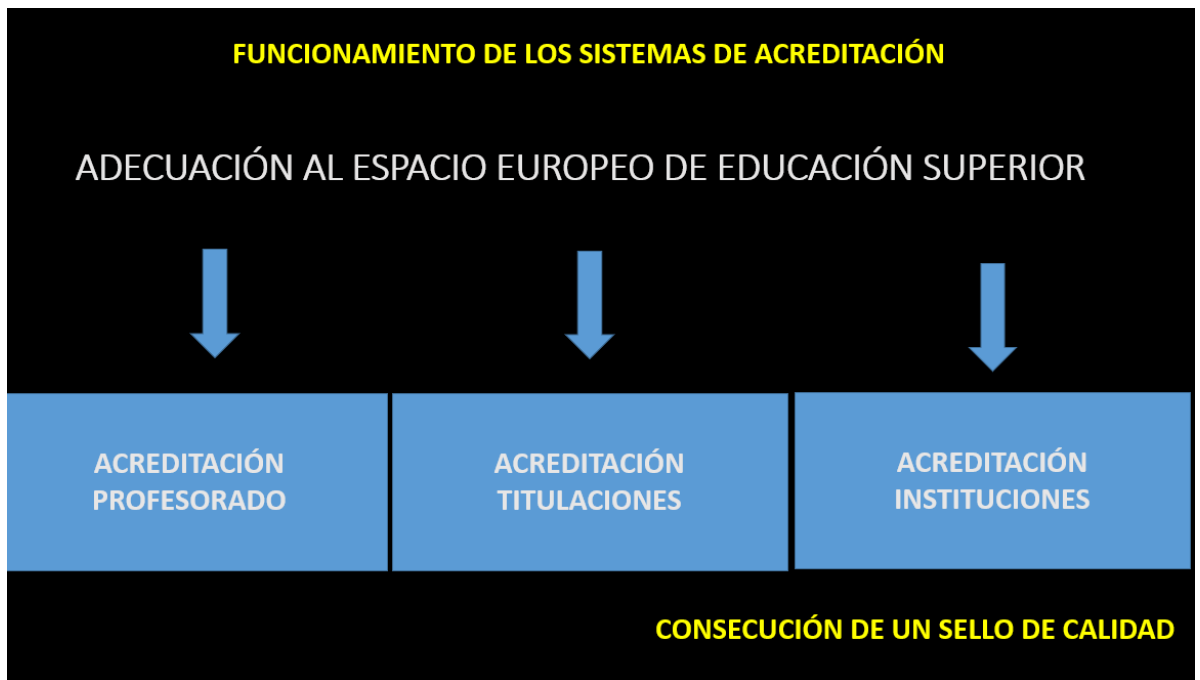 FUNCIONAMIENTO DE LOS SISTEMAS DE ACREDITACIÓN
ADECUACIÓN AL ESPACIO EUROPEO DE EDUCACIÓN SUPERIOR
ACREDITACIÓN
PROFESORADO
ACREDITACIÓN
TITULACIONES
ACREDITACIÓN
INSTITUCIONES
CONSECUCIÓN DE UN SELLO DE CALIDAD